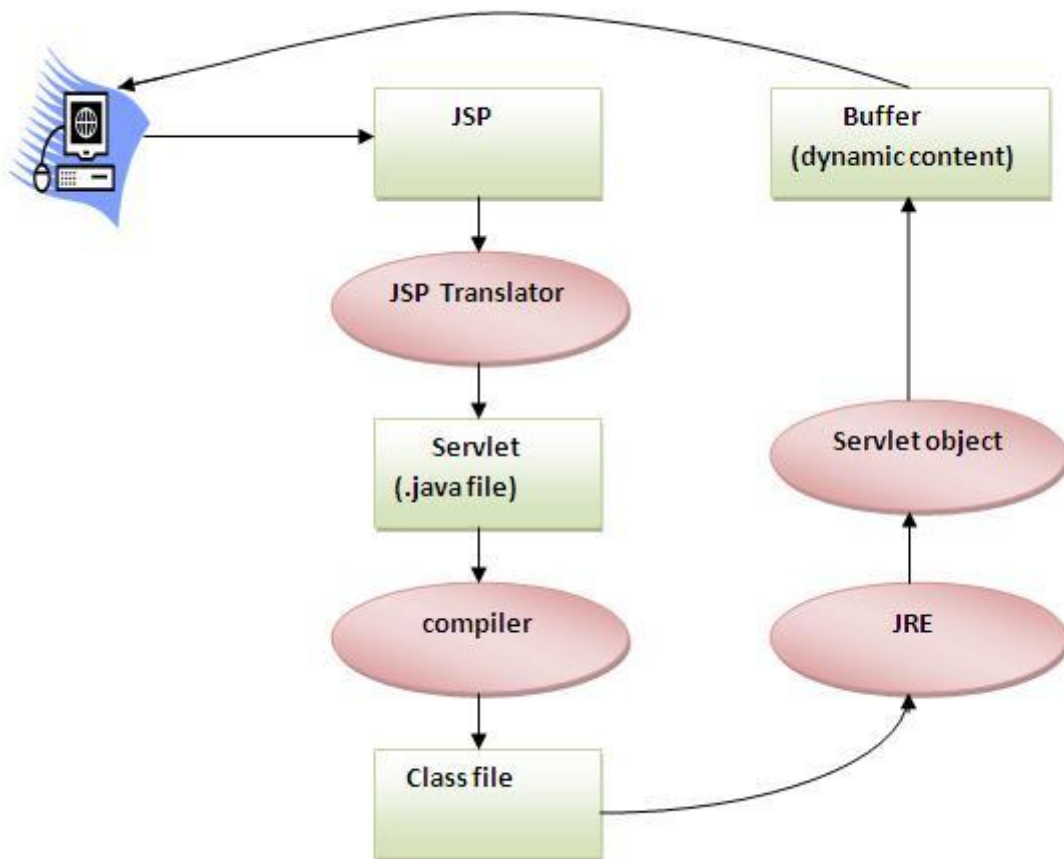 JSP
JSP Translator
Servlet
(.java file)
compiler
Class file
JRE
Servlet object
Buffer
(dynamic content)